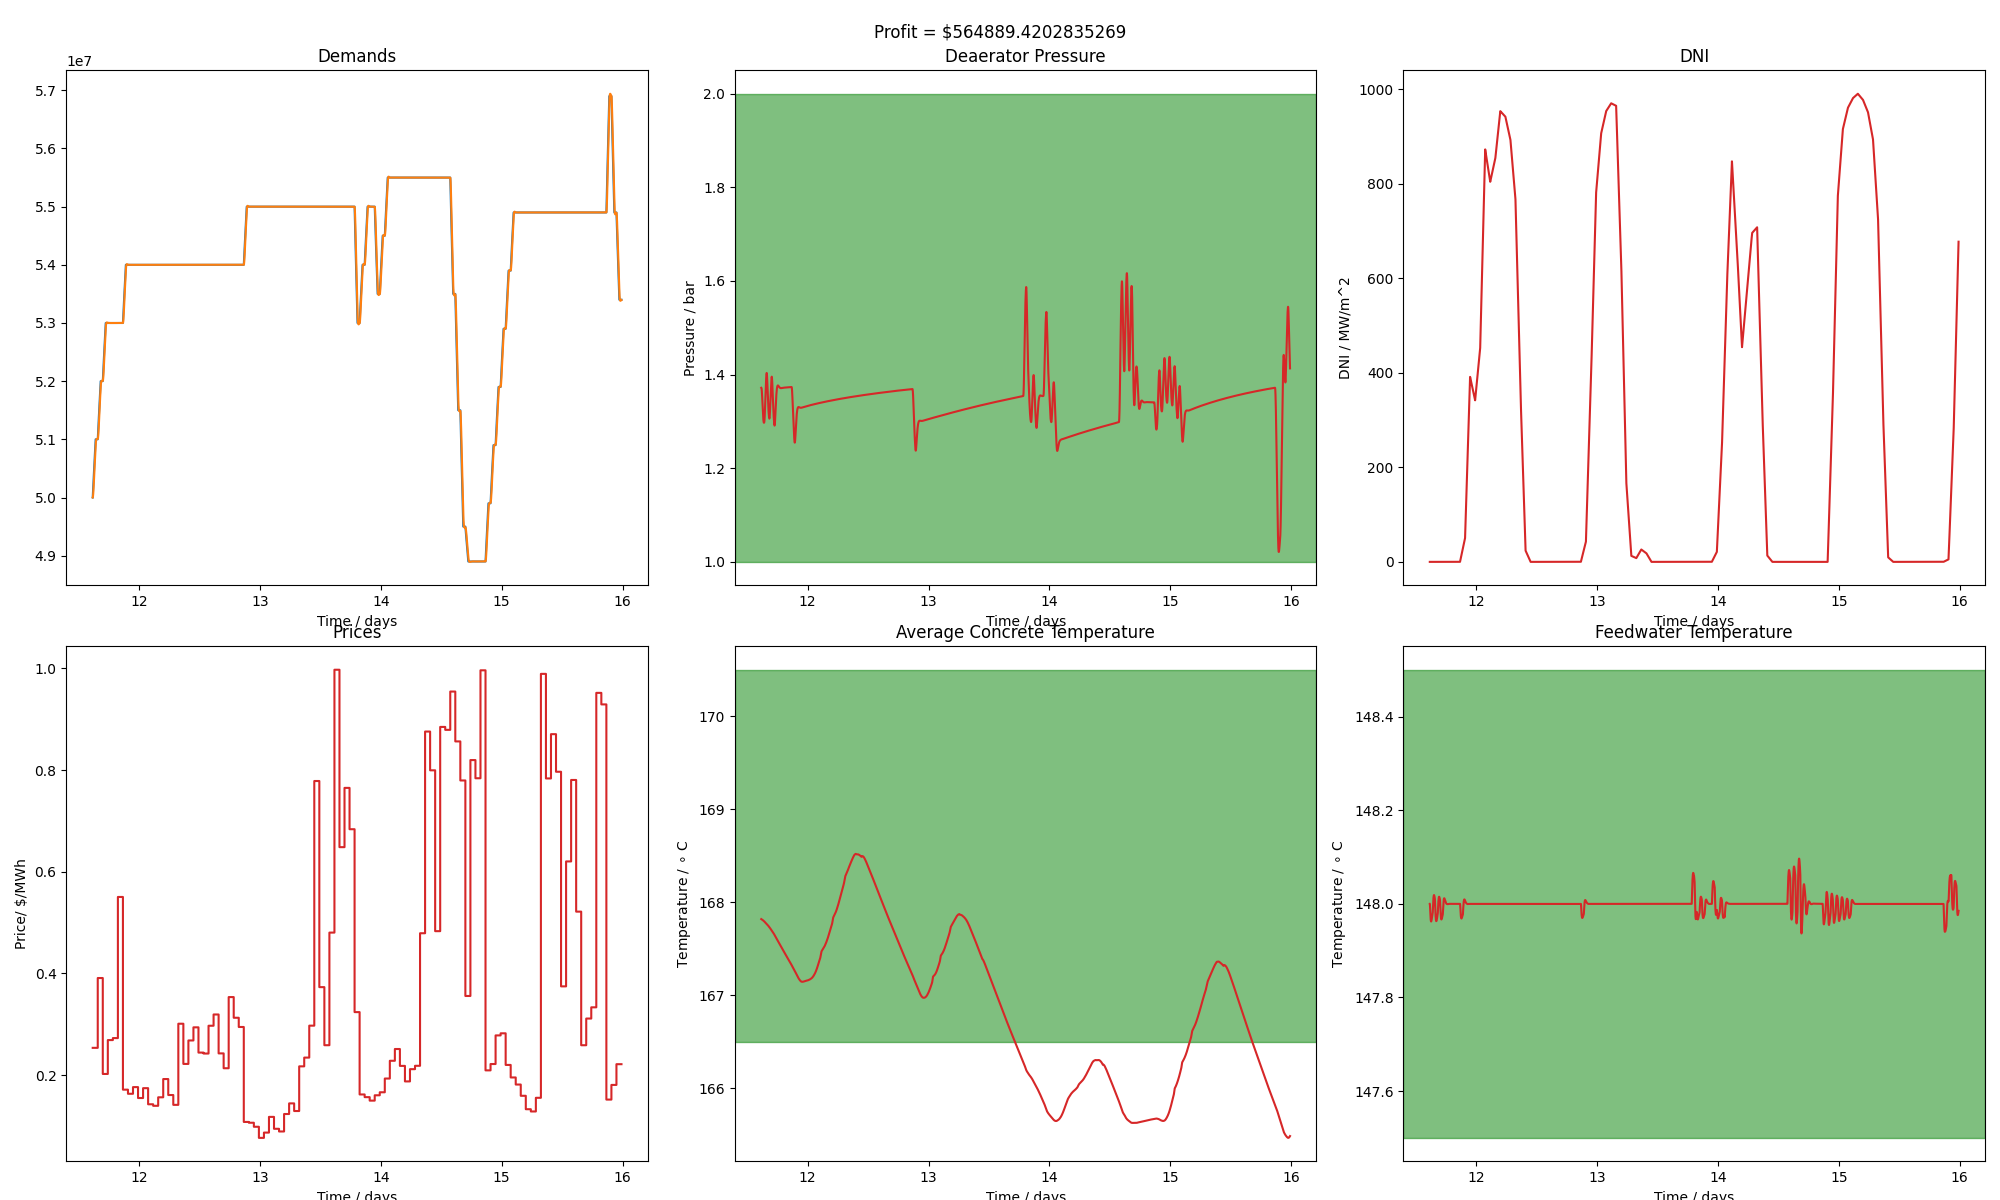 Profit = $564889.4202835269
Demands
1e7
5.7
5.6
5.5
5.4
5.3
5.2
5.1
5.0
4.9
12 13 14 15 16
Time / days
Deaerator Pressure
Pressure / bar
2.0
1.8
1.6
1.4
1.2
1.0
12 13 14 15 16
Time / days
DNI
DNI / MW/m^2
1000
800
600
400
200
0
12 13 14 15 16
Time / days
Prices
Price/ $/MWh
1.0
0.8
0.6
0.4
0.2
12 13 14 15 16
Time / days
Average Concrete Temperature
Temperature / ∘ C
170
169
168
167
166
12 13 14 15 16
Time / days
Feedwater Temperature
Temperature / ∘ C
148.4
148.2
148.0
147.8
147.6
12 13 14 15 16
Time / days